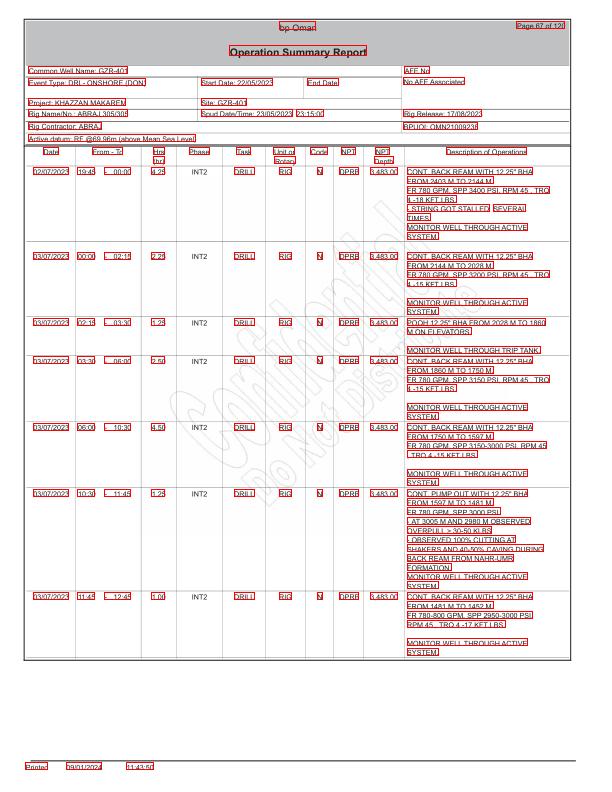 bp Oman
Page 67 of 120
Operation Summary Report
Common Well Name: GZR-401
AFE No
Event Type: DRL- ONSHORE (DON)
Start Date: 22/05/2023
End Date:
No AFE Associated
Project: KHAZZAN MAKAREM
Site: GZR-401
Rig Name/No.: ABRAJ 305/305
Spud Date/Time: 23/05/2023 23:15:00
Rig Release: 17/08/2023
Rig Contractor: ABRAJ
BPUOI: OMN21009236
Active datum: RF @69.96m (above Mean Sea Level)
Date From - To Hrs (hr) Phase Task Unit or Rotary Code NPT NPT Depth Description of Operations
02/07/2023 19:45 - 00:00 4.25 INT2 DRILL RIG N DPRB 3,483.00 CONT. BACK REAM WITH 12.25" BHA
FROM 2403 M TO 2144 M.
FR 780 GPM, SPP 3400 PSI, RPM 45 , TRQ
4 -18 KFT.LBS.
- STRING GOT STALLED SEVERAL
TIMES.
MONITOR WELL THROUGH ACTIVE
SYSTEM.
03/07/2023 00:00 - 02:15 2.25 INT2 DRILL RIG N DPRB 3,483.00 CONT. BACK REAM WITH 12.25" BHA
FROM 2144 M TO 2028 M.
FR 780 GPM, SPP 3200 PSI, RPM 45 , TRQ
4 -15 KFT.LBS.
MONITOR WELL THROUGH ACTIVE
SYSTEM.
03/07/2023 02:15 - 03:30 1.25 INT2 DRILL RIG N DPRB 3,483.00 POOH 12.25" BHA FROM 2028 M TO 1860
M ON ELEVATORS.
MONITOR WELL THROUGH TRIP TANK.
03/07/2023 03:30 - 06:00 2.50 INT2 DRILL RIG N DPRB 3,483.00 CONT. BACK REAM WITH 12.25" BHA
FROM 1860 M TO 1750 M.
FR 780 GPM, SPP 3150 PSI, RPM 45 , TRQ
4 -15 KFT.LBS.
MONITOR WELL THROUGH ACTIVE
SYSTEM.
03/07/2023 06:00 - 10:30 4.50 INT2 DRILL RIG N DPRB 3,483.00 CONT. BACK REAM WITH 12.25" BHA
FROM 1750 M TO 1597 M.
FR 780 GPM, SPP 3150-3000 PSI, RPM 45
, TRQ 4 -15 KFT.LBS.
MONITOR WELL THROUGH ACTIVE
SYSTEM.
03/07/2023 10:30 - 11:45 1.25 INT2 DRILL RIG N DPRB 3,483.00 CONT. PUMP OUT WITH 12.25" BHA
FROM 1597 M TO 1481 M.
FR 780 GPM, SPP 3000 PSI.
- AT 3005 M AND 2980 M OBSERVED
OVERPULL > 30-50 KLBS
- OBSERVED 100% CUTTING AT
SHAKERS AND 40-50% CAVING DURING
BACK REAM FROM NAHR-UMR
FORMATION.
MONITOR WELL THROUGH ACTIVE
SYSTEM.
03/07/2023 11:45 - 12:45 1.00 INT2 DRILL RIG N DPRB 3,483.00 CONT. BACK REAM WITH 12.25" BHA
FROM 1481 M TO 1452 M.
FR 780-800 GPM, SPP 2950-3000 PSI,
RPM 45 , TRQ 4 -17 KFT.LBS.
MONITOR WELL THROUGH ACTIVE
SYSTEM.
Confidential
Do Not Distribute
Printed 09/01/2024 11:43:50